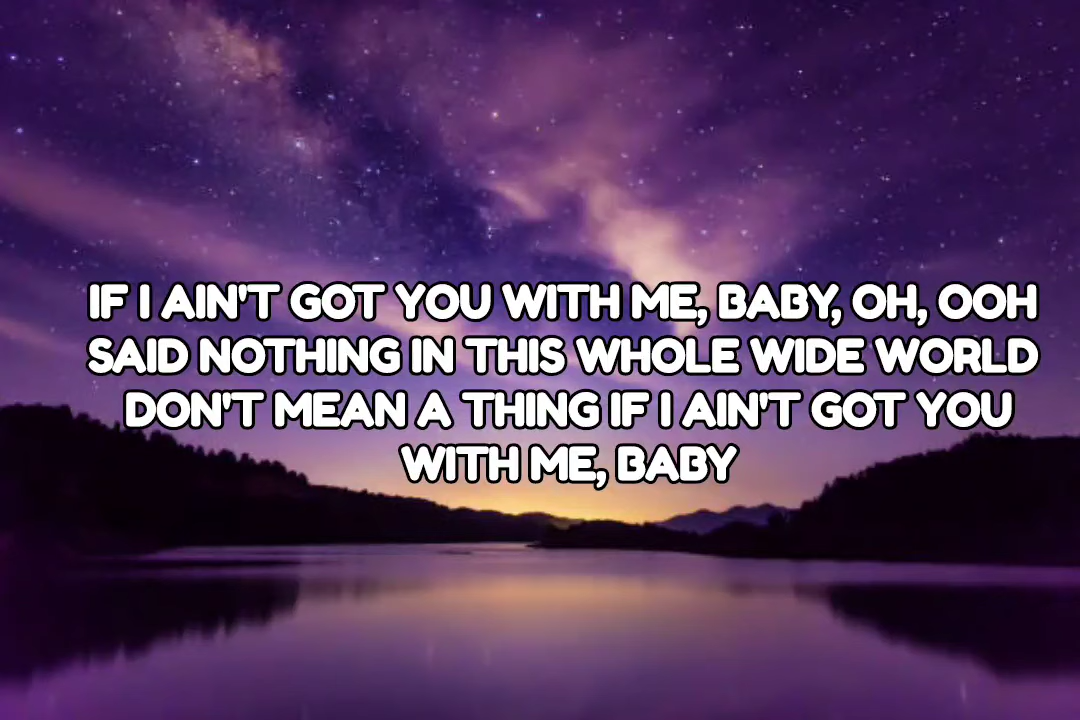 IF I AIN'T GOT YOU WITH ME, BABY, OH, OOH
SAID NOTHING IN THIS WHOLE WIDE WORLD
DON'T MEAN A THING IF I AIN'T GOT YOU
WITH ME, BABY